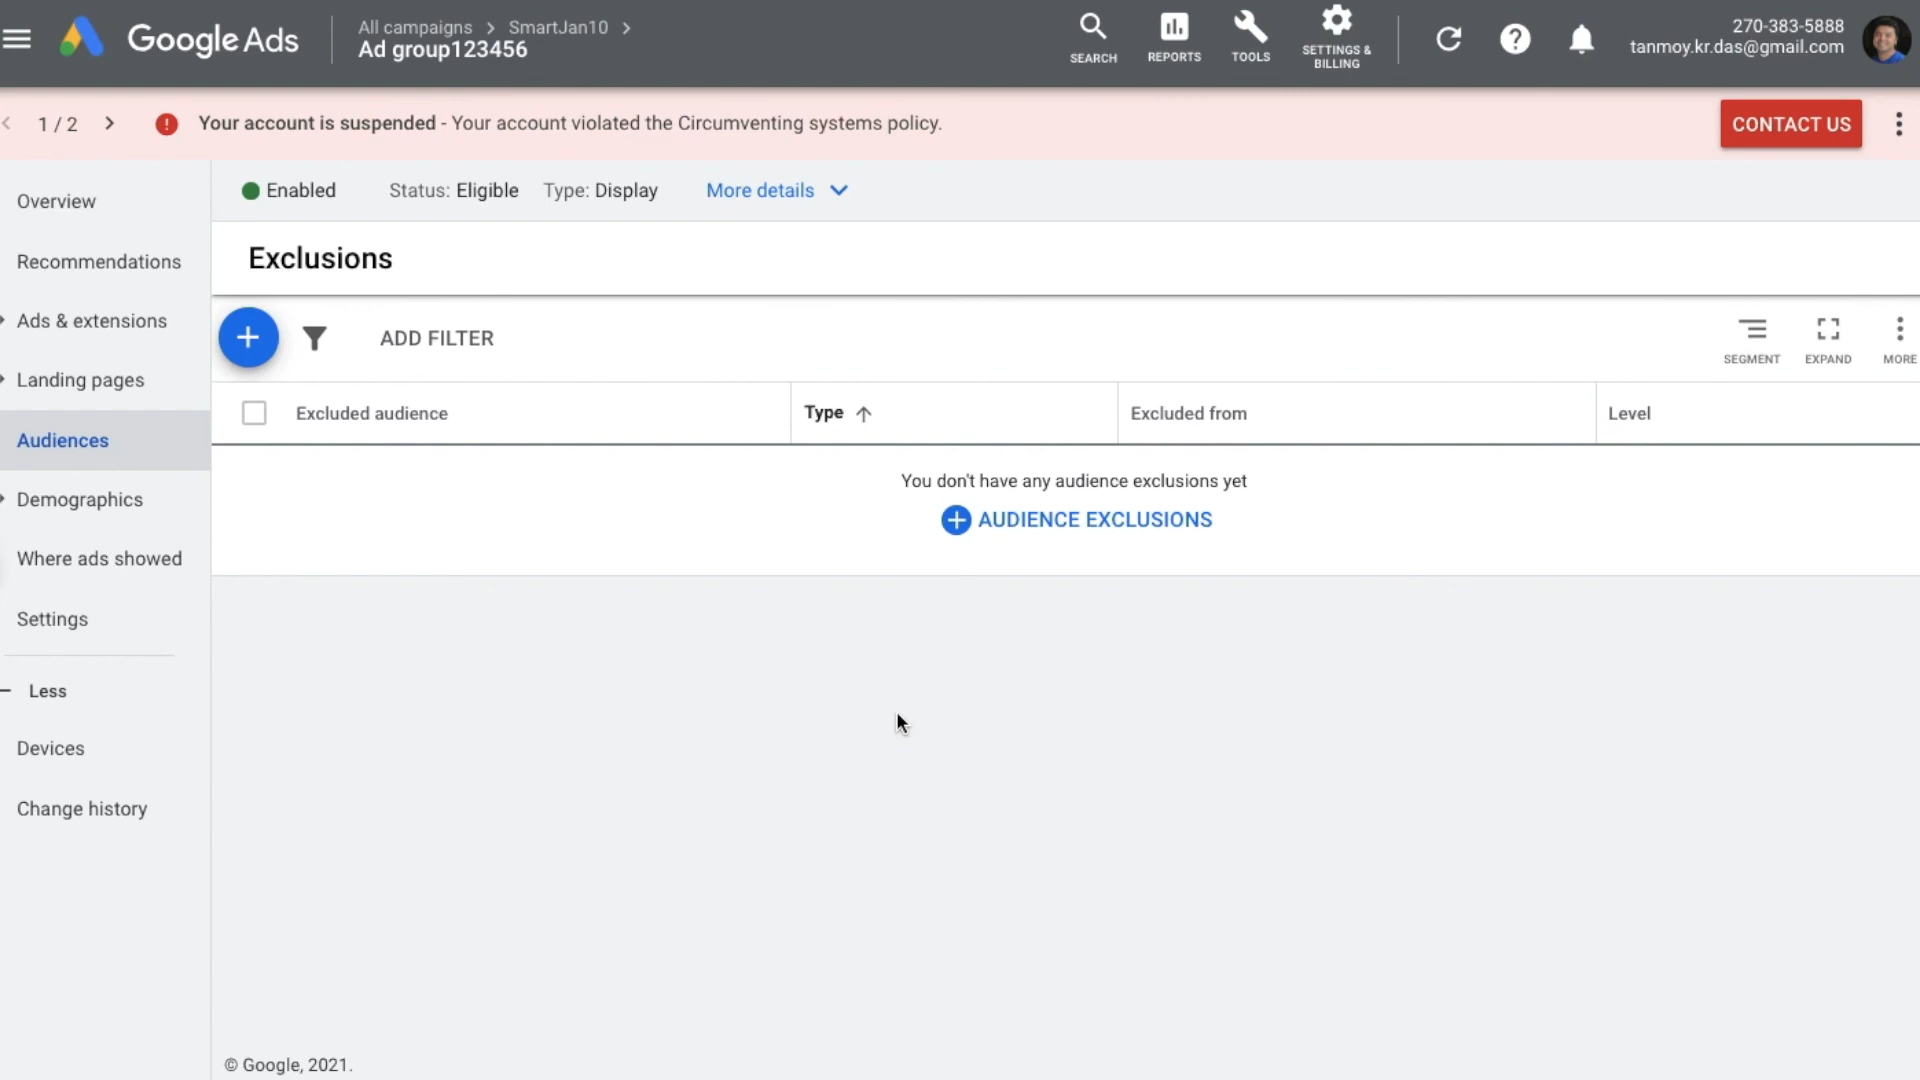 Google Ads
All campaigns > SmartJan10 >
Ad group123456
SEARCH
REPORTS
TOOLS
SETTINGS &
BILLING
270-383-5888
tanmoy.kr.das@gmail.com
1 / 2
Your account is suspended - Your account violated the Circumventing systems policy.
CONTACT US
Overview
Recommendations
Ads & extensions
Landing pages
Audiences
Demographics
Where ads showed
Settings
Less
Devices
Change history
Enabled Status: Eligible Type: Display More details
Exclusions
ADD FILTER
SEGMENT
EXPAND
MORE
Excluded audience Type Excluded from Level
You don't have any audience exclusions yet
AUDIENCE EXCLUSIONS
© Google, 2021.